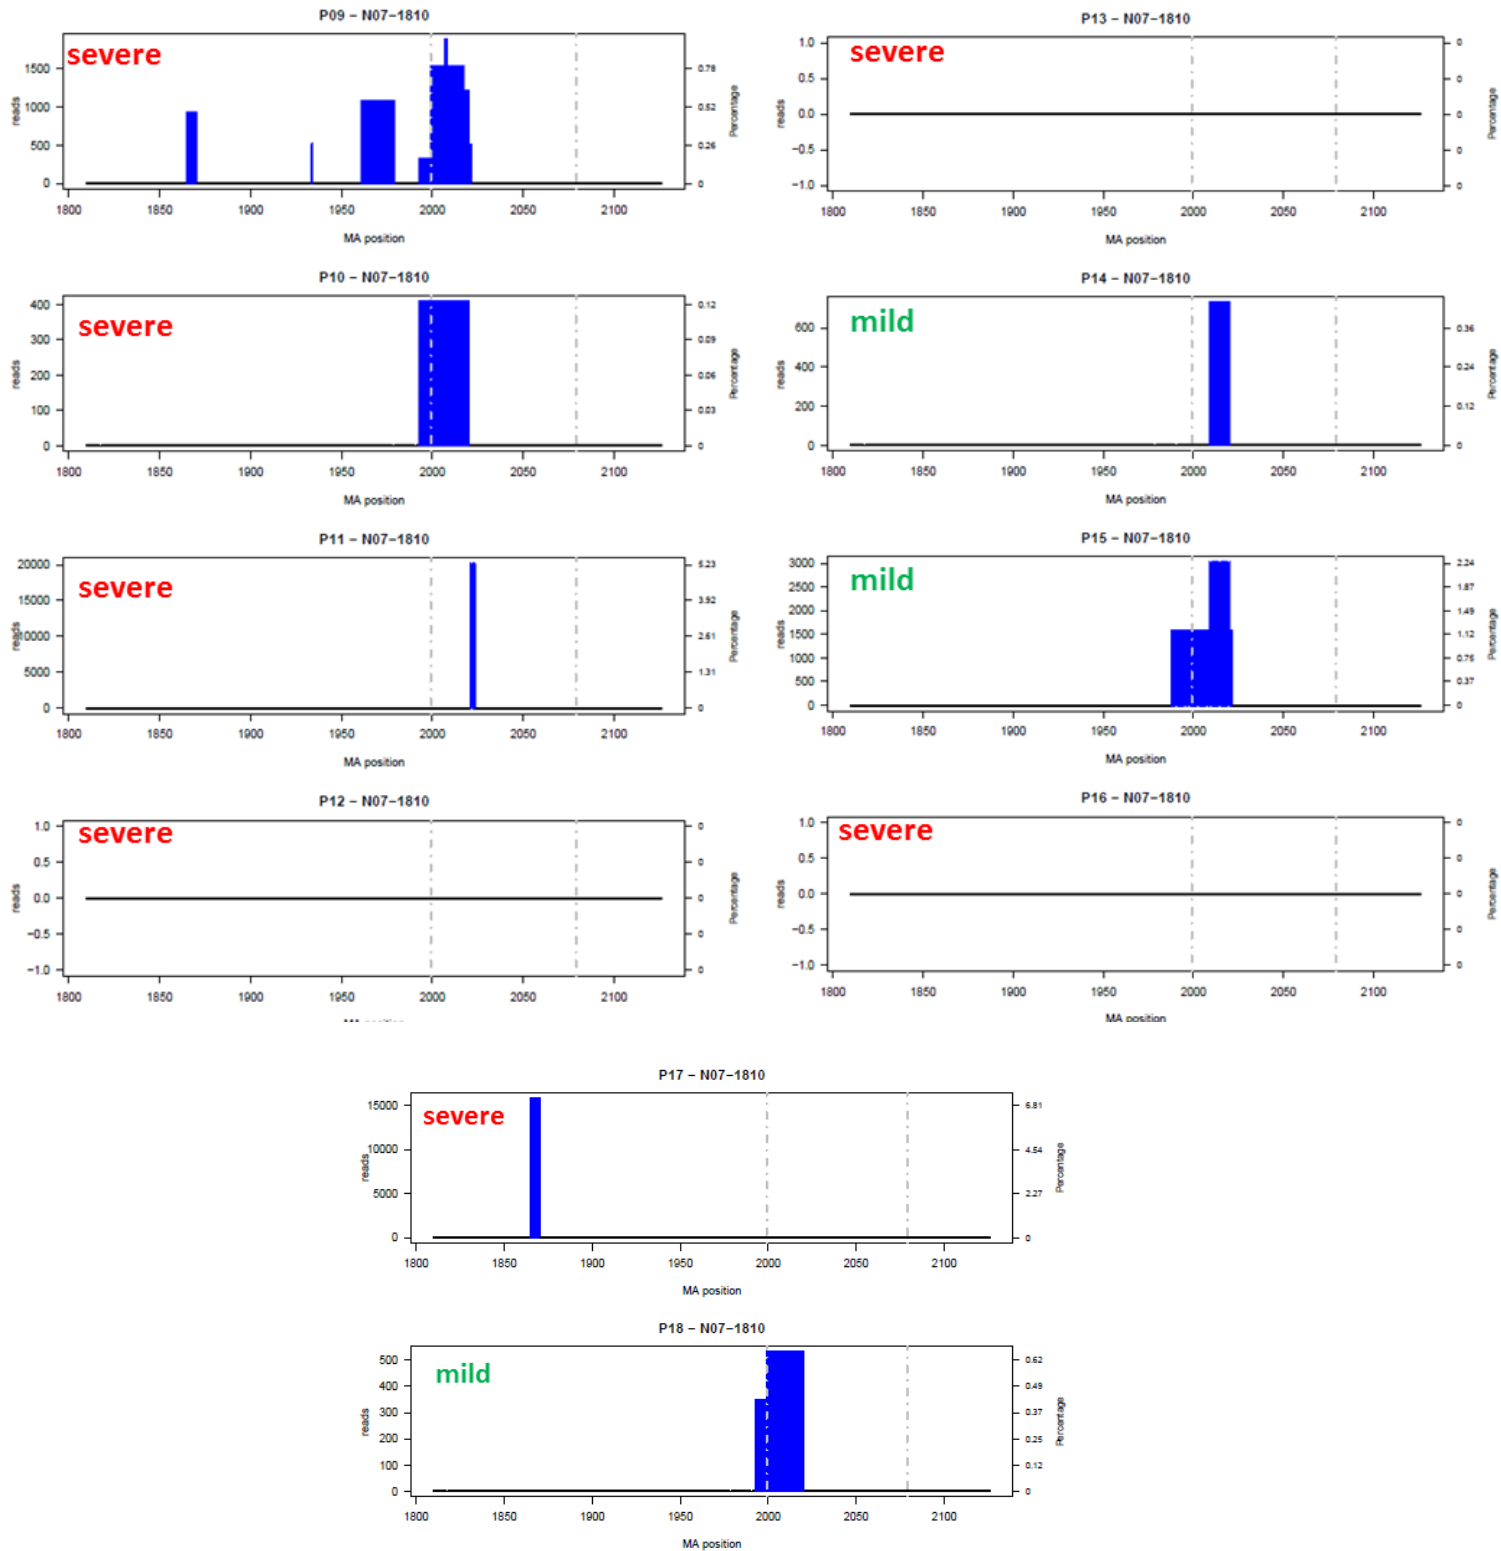 P09 – N07–1810
severe
reads
1500
1000
500
0
0.78
0.52
0.26
0
Percentage
1800 1850 1900 1950 2000 2050 2100
MA position
P10 – N07–1810
severe
reads
400
300
200
100
0
0.12
0.09
0.06
0.03
0
Percentage
1800 1850 1900 1950 2000 2050 2100
MA position
P11 – N07–1810
severe
reads
20000
15000
10000
5000
0
5.23
3.92
2.61
1.31
0
Percentage
1800 1850 1900 1950 2000 2050 2100
MA position
P12 – N07–1810
severe
reads
1.0
0.5
0.0
−0.5
−1.0
0
0
0
0
0
Percentage
1800 1850 1900 1950 2000 2050 2100
MA position
P13 – N07–1810
severe
reads
1.0
0.5
0.0
−0.5
−1.0
0
0
0
0
0
Percentage
1800 1850 1900 1950 2000 2050 2100
MA position
P14 – N07–1810
mild
reads
600
400
200
0
0.36
0.24
0.12
0
Percentage
1800 1850 1900 1950 2000 2050 2100
MA position
P15 – N07–1810
mild
reads
3000
2500
2000
1500
1000
500
0
2.24
1.87
1.49
1.12
0.75
0.37
0
Percentage
1800 1850 1900 1950 2000 2050 2100
MA position
P16 – N07–1810
severe
reads
1.0
0.5
0.0
−0.5
−1.0
0
0
0
0
0
Percentage
1800 1850 1900 1950 2000 2050 2100
MA position
P17 – N07–1810
severe
reads
15000
10000
5000
0
6.81
4.54
2.27
0
Percentage
1800 1850 1900 1950 2000 2050 2100
MA position
P18 – N07–1810
mild
reads
500
400
300
200
100
0
0.62
0.49
0.37
0.25
0.12
0
Percentage
1800 1850 1900 1950 2000 2050 2100
MA position